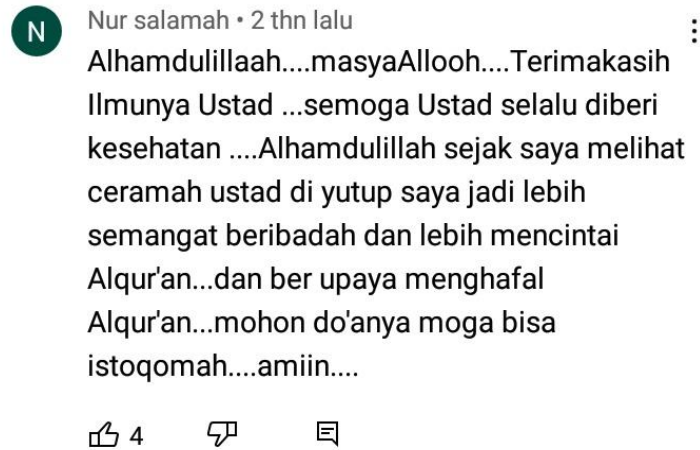 N
Nur salamah • 2 thn lalu
Alhamdulillaah....masyaAllooh....Terimakasih
Ilmunya Ustad ...semoga Ustad selalu diberi
kesehatan ....Alhamdulillah sejak saya melihat
ceramah ustad di yutup saya jadi lebih
semangat beribadah dan lebih mencintai
Alqur'an...dan ber upaya menghafal
Alqur'an...mohon do'anya moga bisa
istoqomah....amiin....
4